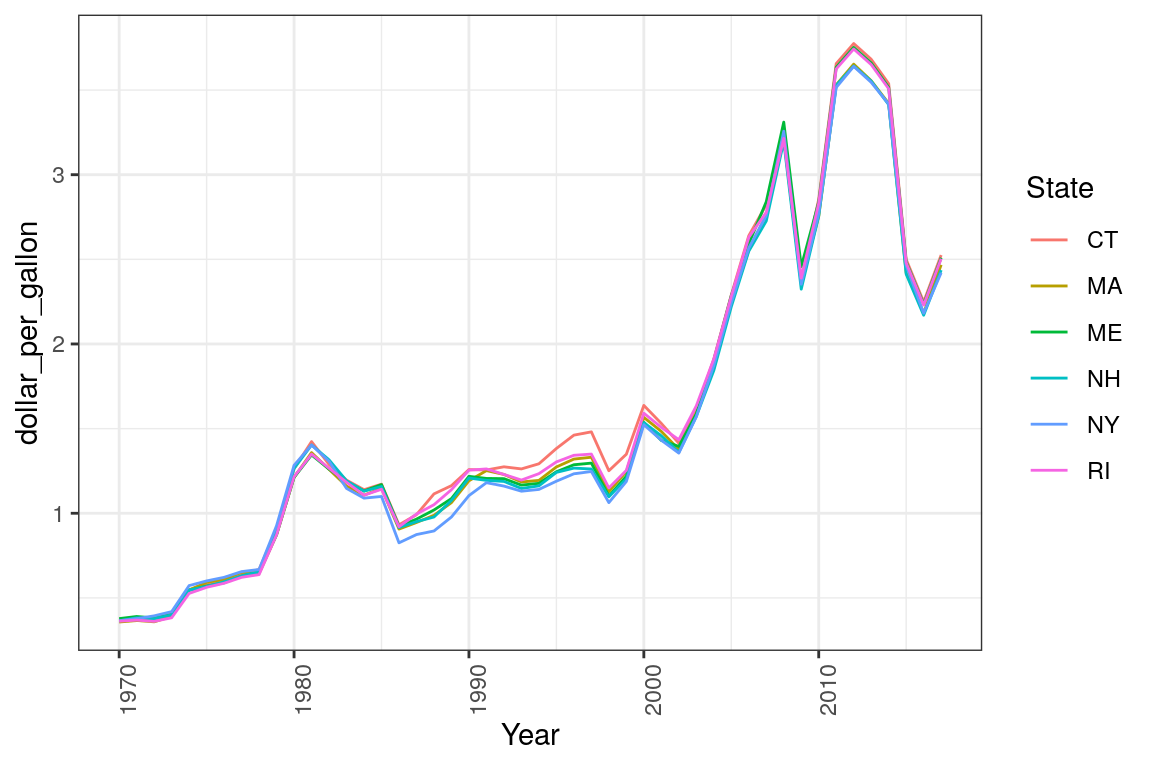 dollar_per_gallon
3
2
1
1970
1980
1990
2000
2010
Year
State
CT
MA
ME
NH
NY
RI